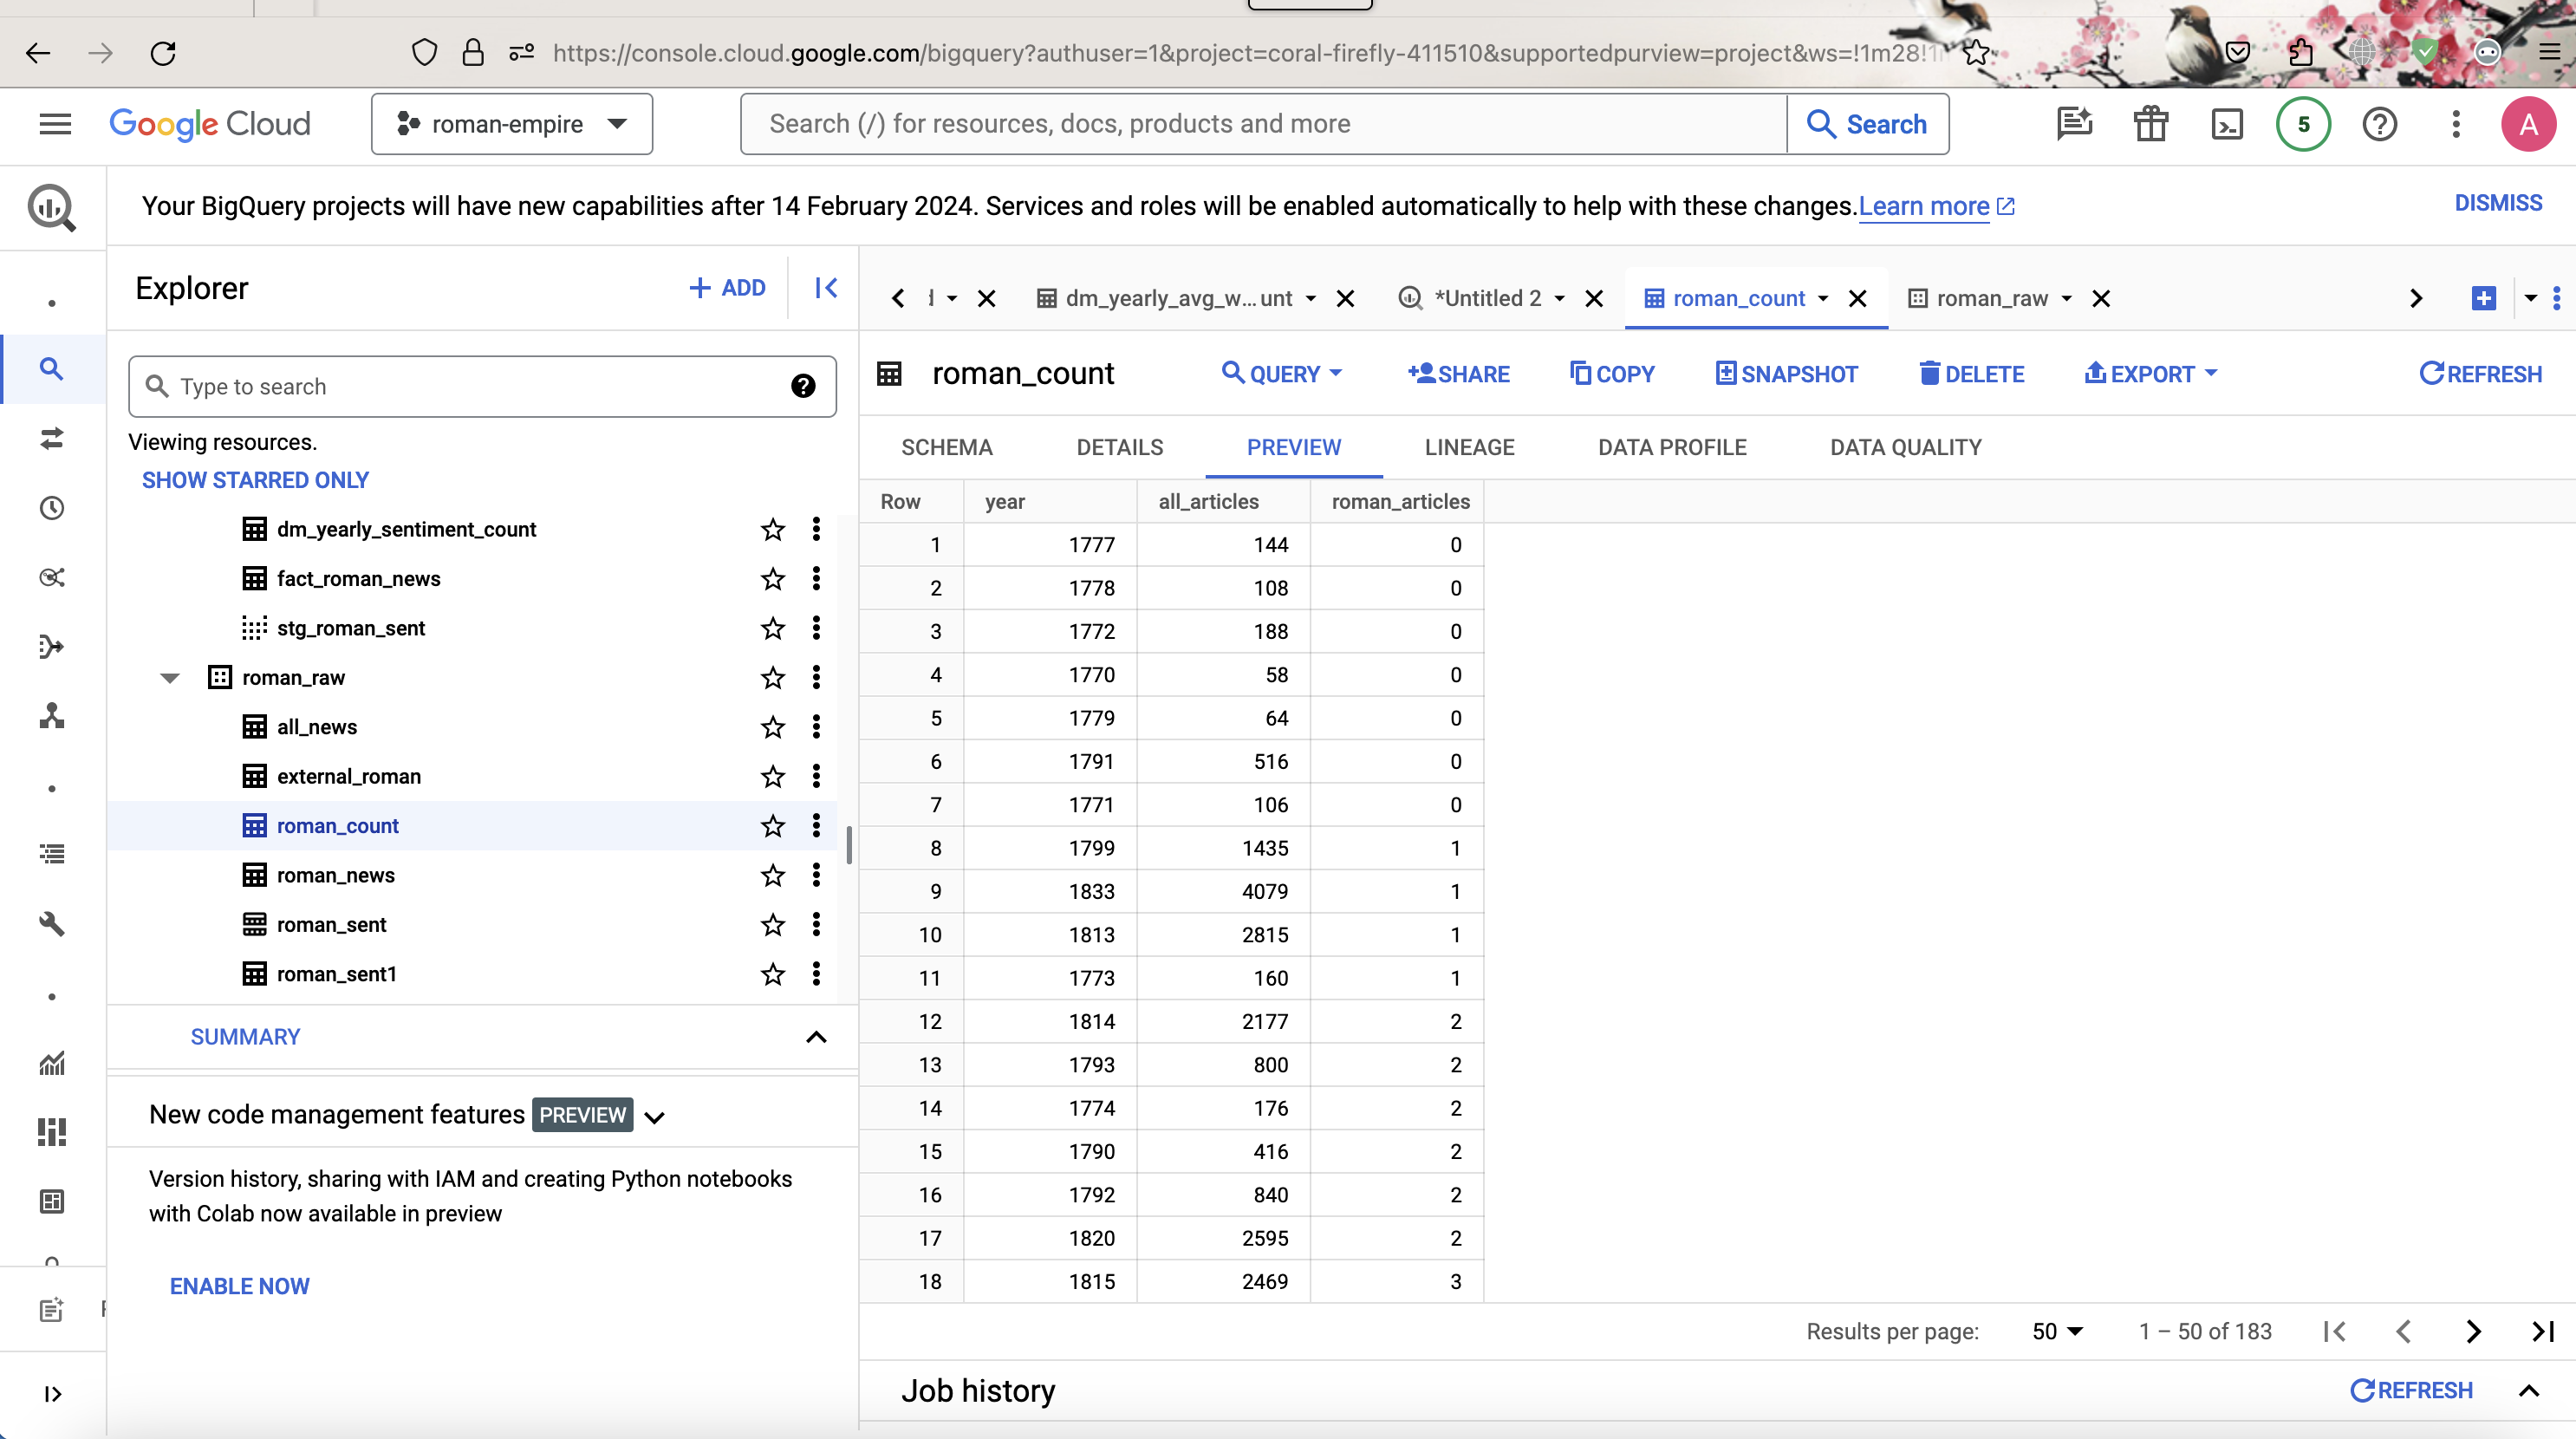 https://console.cloud.google.com/bigquery?authuser=1&project=coral-firefly-411510&supportedpurview=project&ws=!1m28!1
Google Cloud
roman-empire
Search (/) for resources, docs, products and more
Search
5
A
Your BigQuery projects will have new capabilities after 14 February 2024. Services and roles will be enabled automatically to help with these changes. Learn more
DISMISS
Explorer
+ ADD
dm_yearly_avg_w... unt
*Untitled 2
roman_count
roman_raw
Type to search
Viewing resources.
SHOW STARRED ONLY
dm_yearly_sentiment_count
fact_roman_news
stg_roman_sent
roman_raw
all_news
external_roman
roman_count
roman_news
roman_sent
roman_sent1
SUMMARY
New code management features PREVIEW
Version history, sharing with IAM and creating Python notebooks
with Colab now available in preview
ENABLE NOW
roman_count
QUERY
SHARE
COPY
SNAPSHOT
DELETE
EXPORT
REFRESH
SCHEMA DETAILS PREVIEW LINEAGE DATA PROFILE DATA QUALITY
Row year all_articles roman_articles
1 1777 144 0
2 1778 108 0
3 1772 188 0
4 1770 58 0
5 1779 64 0
6 1791 516 0
7 1771 106 0
8 1799 1435 1
9 1833 4079 1
10 1813 2815 1
11 1773 160 1
12 1814 2177 2
13 1793 800 2
14 1774 176 2
15 1790 416 2
16 1792 840 2
17 1820 2595 2
18 1815 2469 3
Results per page: 50 1 – 50 of 183
Job history
REFRESH